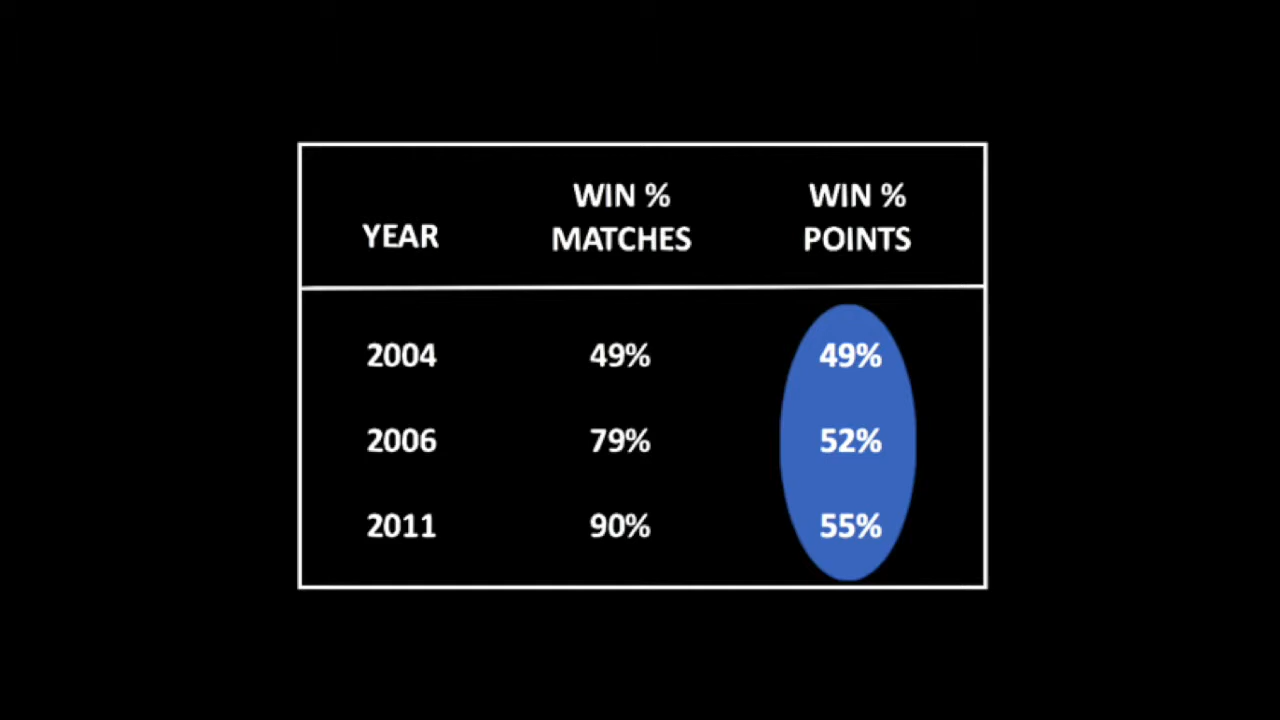 YEAR WIN % MATCHES WIN % POINTS
2004 49% 49%
2006 79% 52%
2011 90% 55%